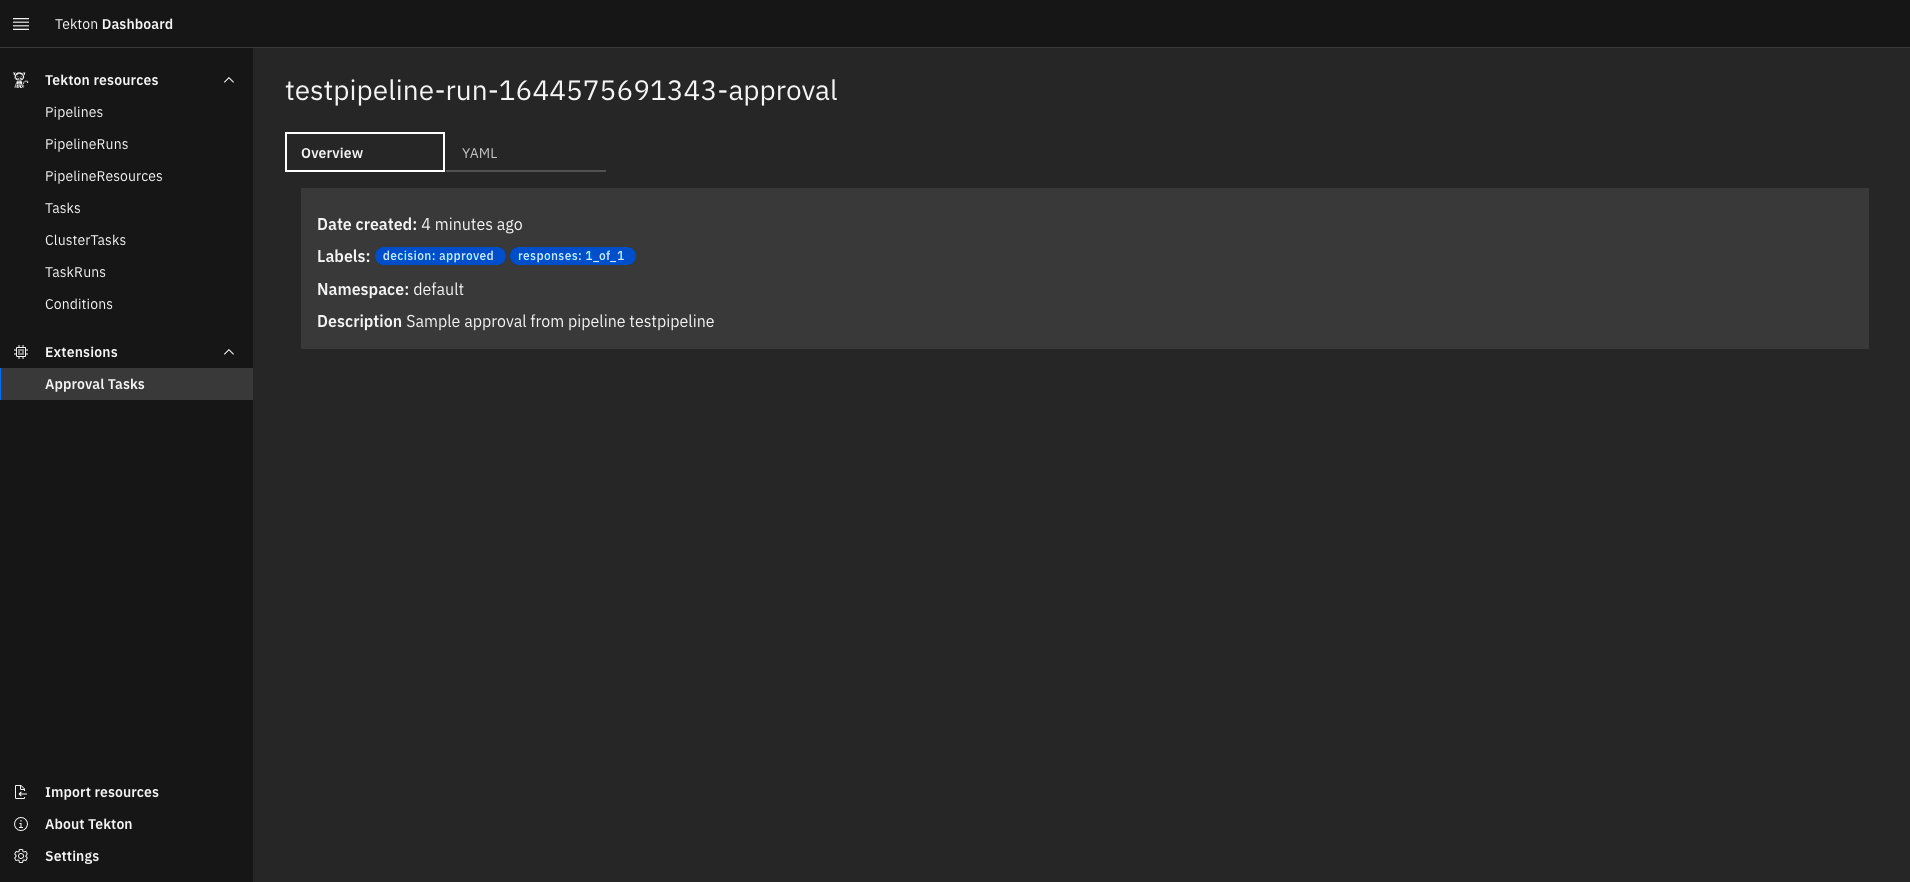 Tekton Dashboard
Tekton resources
Pipelines
PipelineRuns
PipelineResources
Tasks
ClusterTasks
TaskRuns
Conditions
Extensions
Approval Tasks
Import resources
About Tekton
Settings
testpipeline-run-1644575691343-approval
Overview YAML
Date created: 4 minutes ago
Labels: decision: approved responses: 1_of_1
Namespace: default
Description Sample approval from pipeline testpipeline